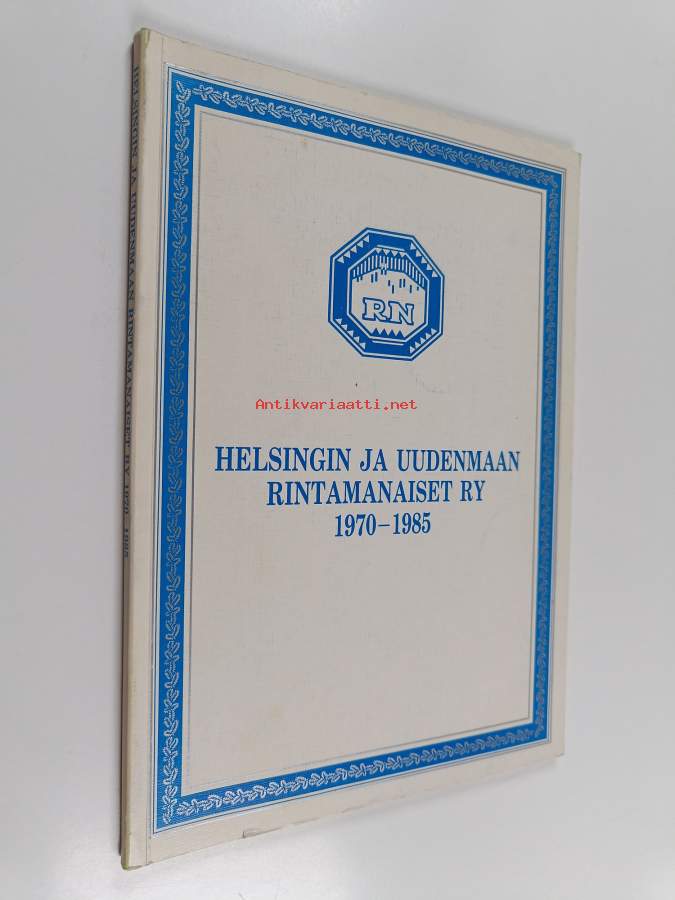 HELSINGIN JA UUDENMAAN RINTAMANAISET RY 1970–1985
RN
Antikvariaatti.net
HELSINGIN JA UUDENMAAN
RINTAMANAISET RY
1970–1985